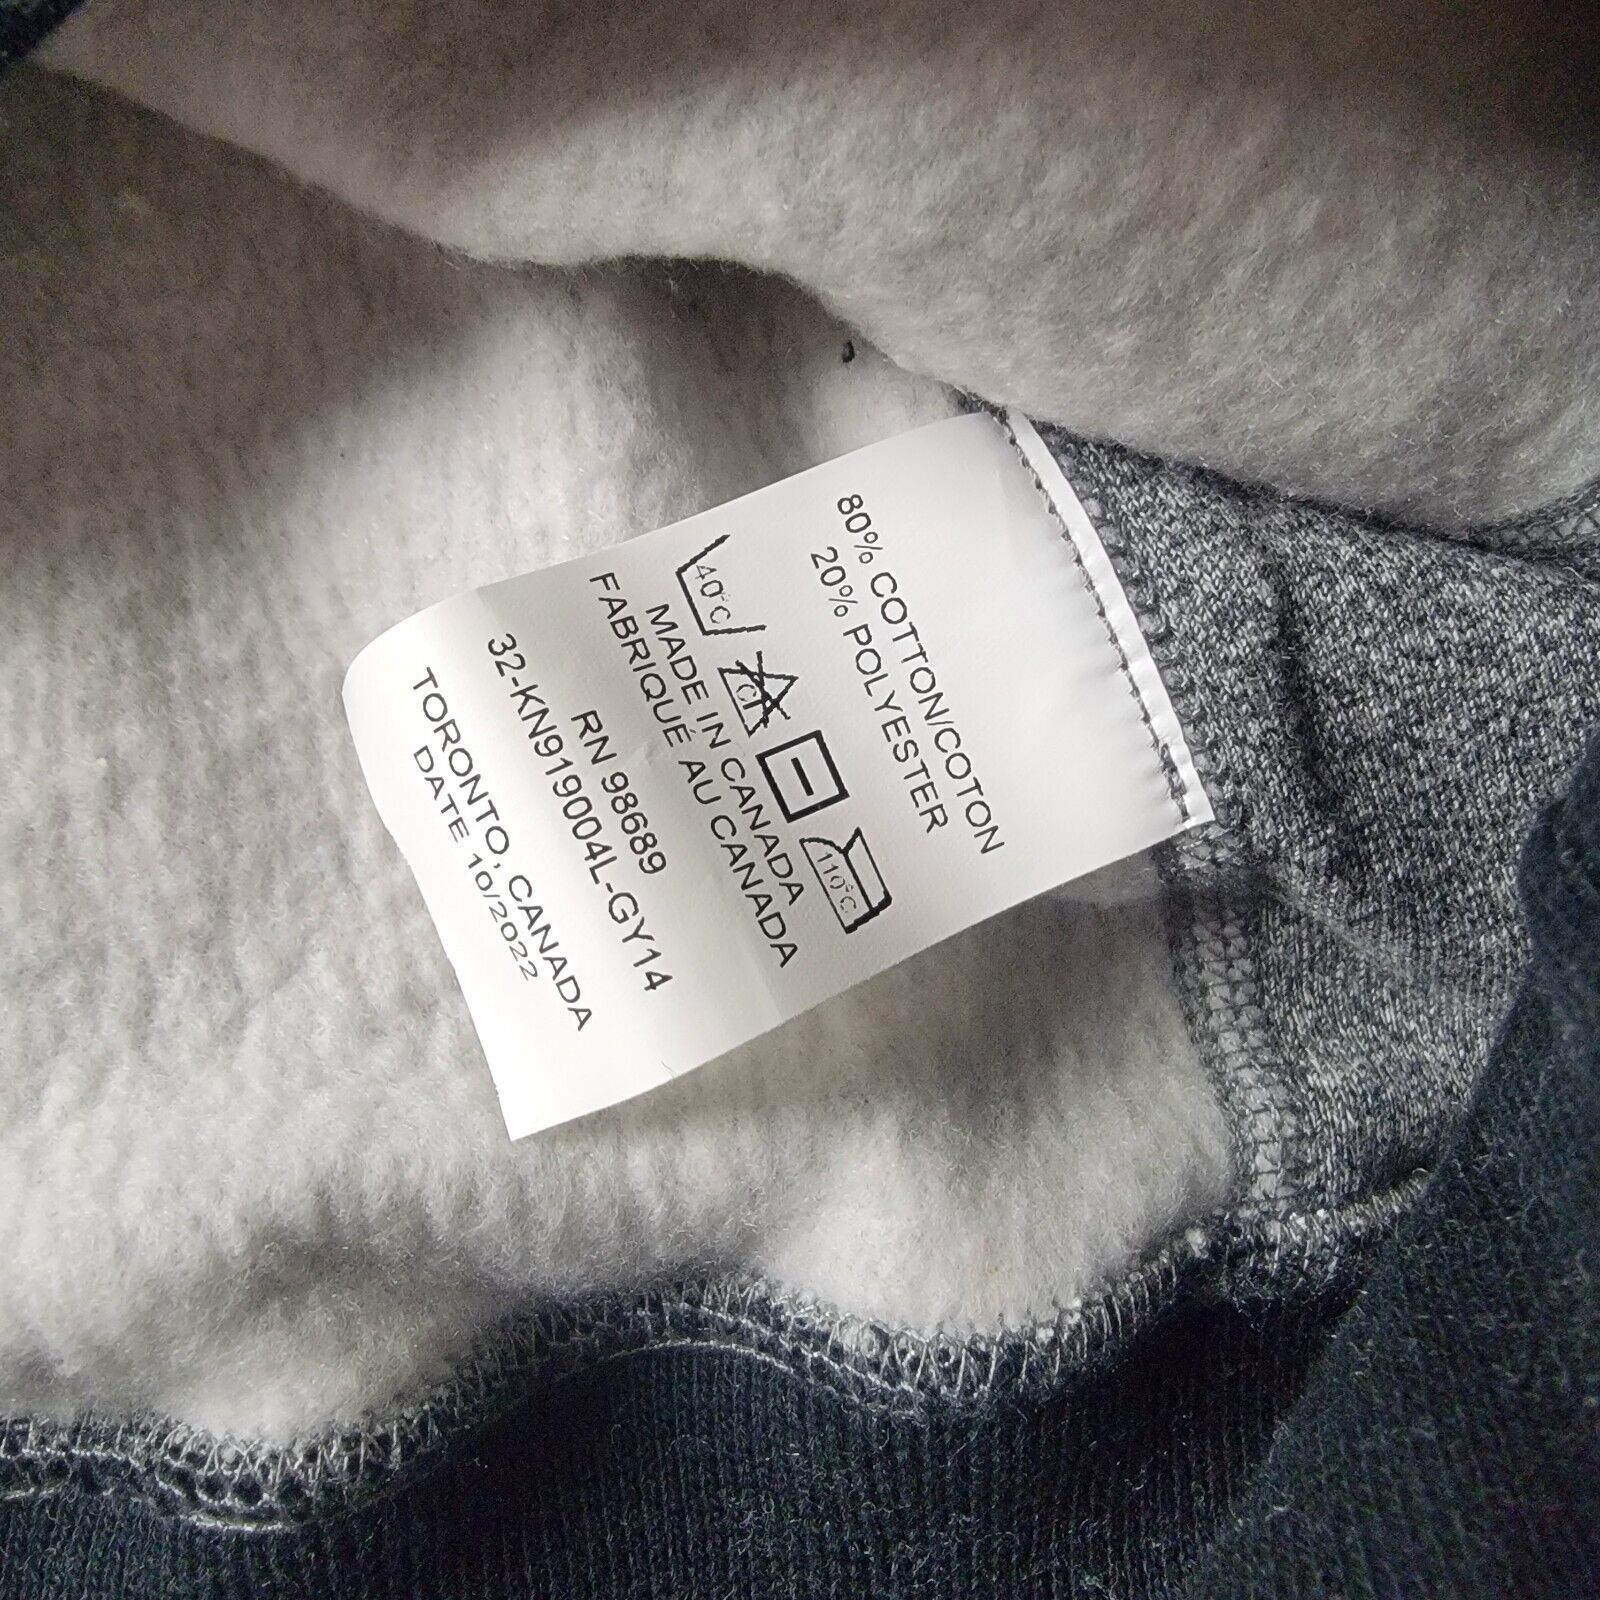 80% COTTON/COTON
20% POLYESTER
40°C Cl 110°C
MADE IN CANADA
FABRIQUÉ AU CANADA
RN 98689
32-KN919004L-GY14
TORONTO, CANADA
DATE 10/2022